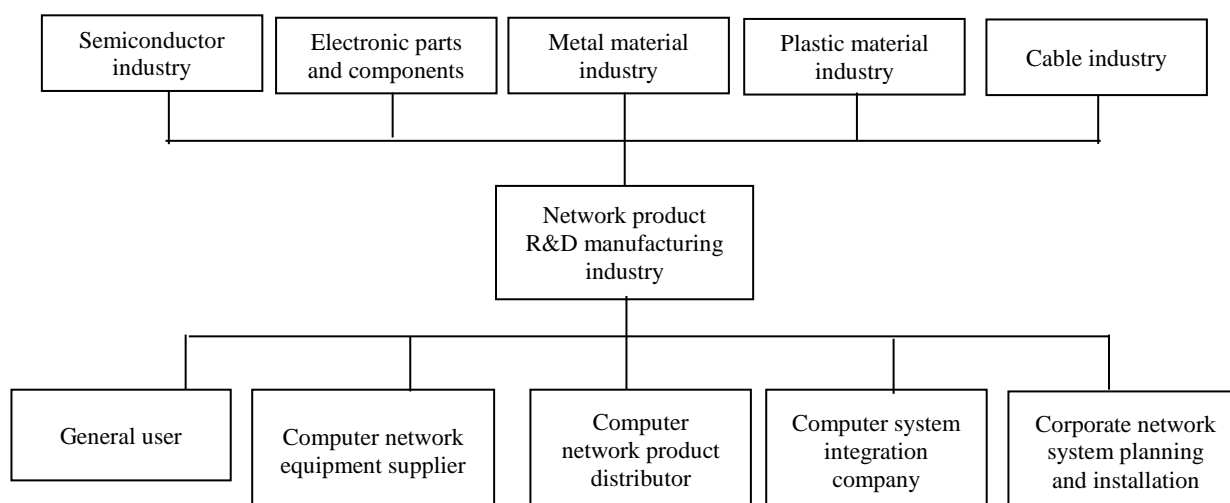 Semiconductor
industry
Electronic parts
and components
Metal material
industry
Plastic material
industry
Cable industry
Network product
R&D manufacturing
industry
General user
Computer network
equipment supplier
Computer
network product
distributor
Computer system
integration
company
Corporate network
system planning
and installation